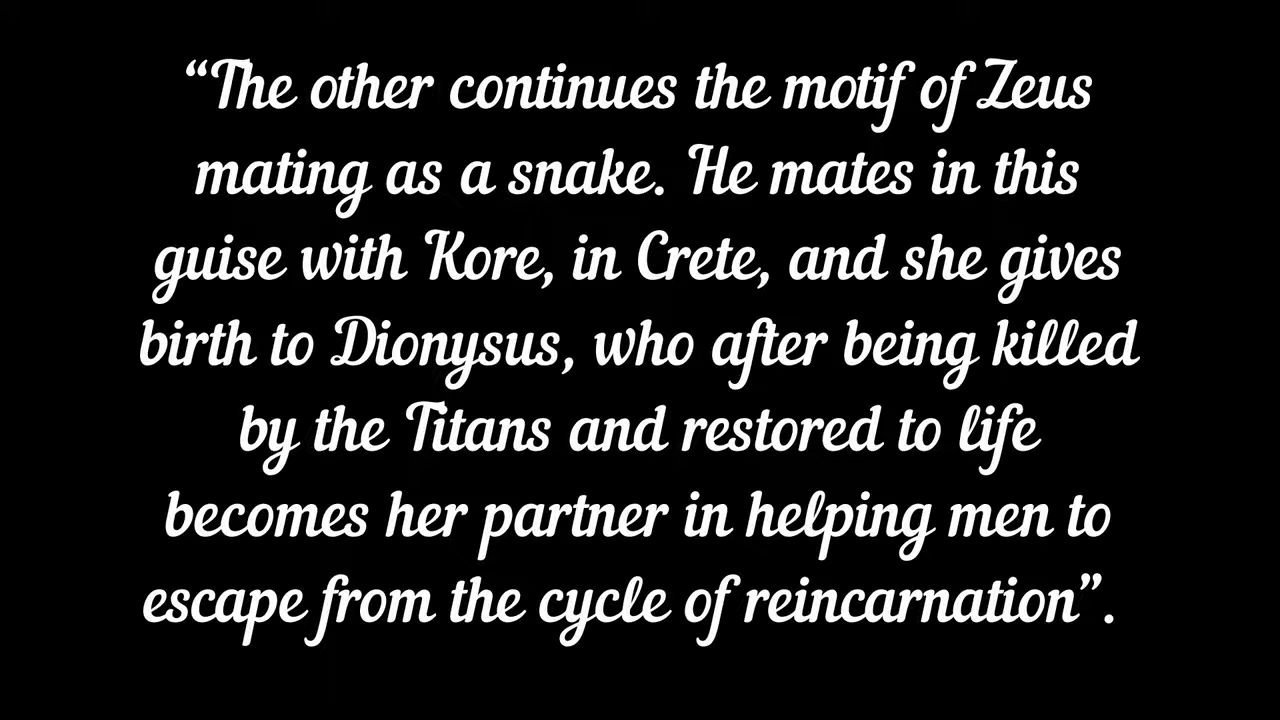 “The other continues the motif of Zeus
mating as a snake. He mates in this
guise with Kore, in Crete, and she gives
birth to Dionysus, who after being killed
by the Titans and restored to life
becomes her partner in helping men to
escape from the cycle of reincarnation”.